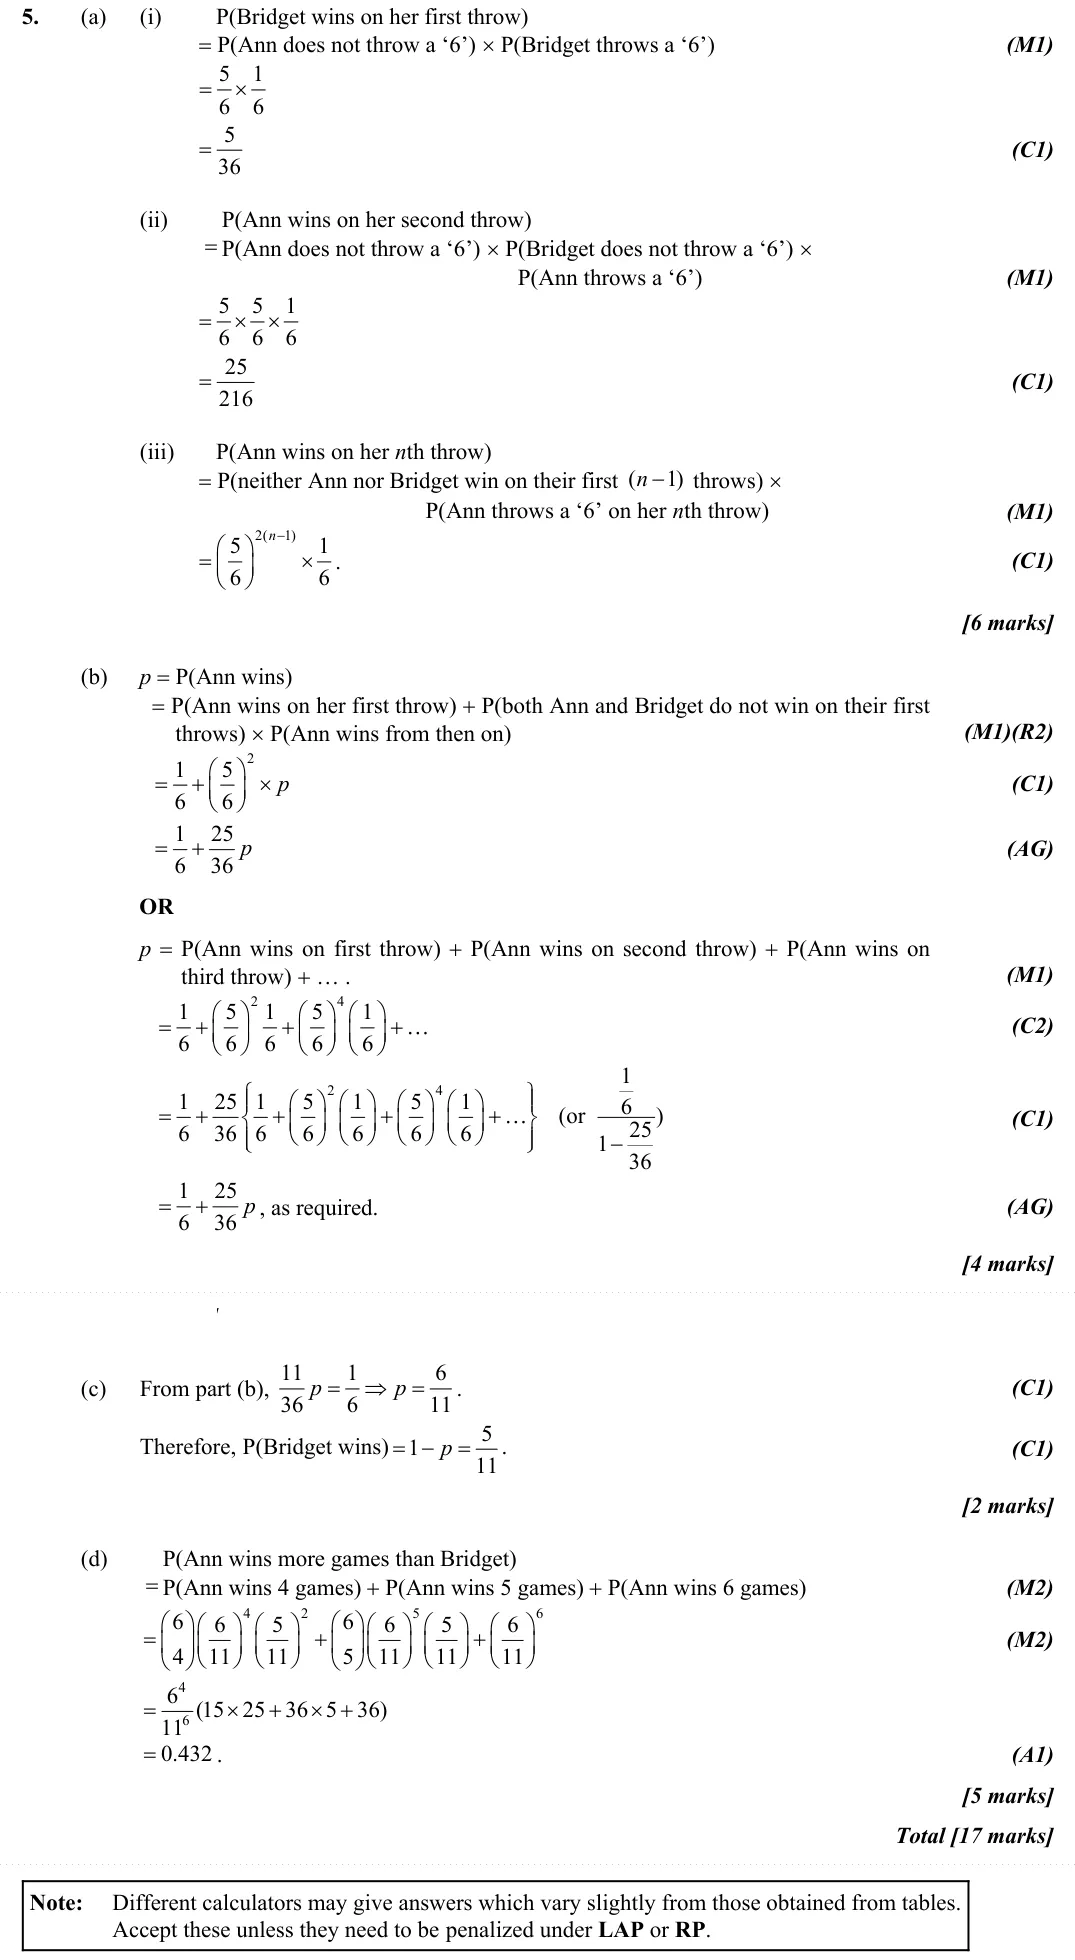 5. (a) (i) P(Bridget wins on her first throw)
= P(Ann does not throw a ‘6’) × P(Bridget throws a ‘6’) (M1)
= 5/6 × 1/6
= 5/36 (C1)
(ii) P(Ann wins on her second throw)
= P(Ann does not throw a ‘6’) × P(Bridget does not throw a ‘6’) ×
P(Ann throws a ‘6’) (M1)
= 5/6 × 5/6 × 1/6
= 25/216 (C1)
(iii) P(Ann wins on her nth throw)
= P(neither Ann nor Bridget win on their first (n − 1) throws) ×
P(Ann throws a ‘6’ on her nth throw) (M1)
= (5/6)^2(n−1) × 1/6 . (C1)
[6 marks]
(b) p = P(Ann wins)
= P(Ann wins on her first throw) + P(both Ann and Bridget do not win on their first
throws) × P(Ann wins from then on) (M1)(R2)
= 1/6 + (5/6)^2 × p (C1)
= 1/6 + 25/36 p (AG)
OR
p = P(Ann wins on first throw) + P(Ann wins on second throw) + P(Ann wins on
third throw) + … . (M1)
= 1/6 + (5/6)^2 1/6 + (5/6)^4 (1/6) + … (C2)
= 1/6 + 25/36 {1/6 + (5/6)^2 (1/6) + (5/6)^4 (1/6) + …} (or (1/6)/(1 − 25/36)) (C1)
= 1/6 + 25/36 p , as required. (AG)
[4 marks]
(c) From part (b), 11/36 p = 1/6 ⇒ p = 6/11 . (C1)
Therefore, P(Bridget wins) = 1 − p = 5/11 . (C1)
[2 marks]
(d) P(Ann wins more games than Bridget)
= P(Ann wins 4 games) + P(Ann wins 5 games) + P(Ann wins 6 games) (M2)
= (6 4)(6/11)^4 (5/11)^2 + (6 5)(6/11)^5 (5/11) + (6/11)^6 (M2)
= 6^4/11^6 (15 × 25 + 36 × 5 + 36)
= 0.432 . (A1)
[5 marks]
Total [17 marks]
Note: Different calculators may give answers which vary slightly from those obtained from tables.
Accept these unless they need to be penalized under LAP or RP.